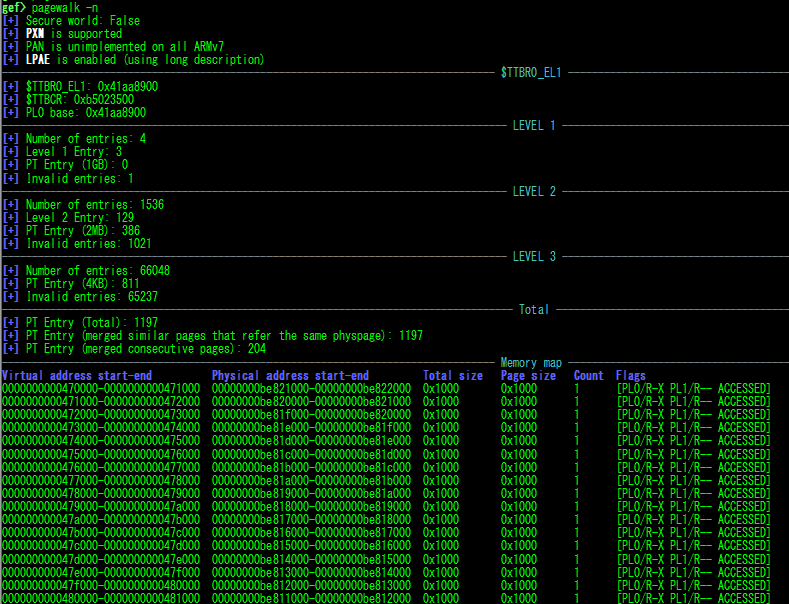 gef> pagewalk -n
[+] Secure world: False
[+] PXN is supported
[+] PAN is unimplemented on all ARMv7
[+] LPAE is enabled (using long description)
$TTBR0_EL1
[+] $TTBR0_EL1: 0x41aa8900
[+] $TTBCR: 0xb5023500
[+] PL0 base: 0x41aa8900
LEVEL 1
[+] Number of entries: 4
[+] Level 1 Entry: 3
[+] PT Entry (1GB): 0
[+] Invalid entries: 1
LEVEL 2
[+] Number of entries: 1536
[+] Level 2 Entry: 129
[+] PT Entry (2MB): 386
[+] Invalid entries: 1021
LEVEL 3
[+] Number of entries: 66048
[+] PT Entry (4KB): 811
[+] Invalid entries: 65237
Total
[+] PT Entry (Total): 1197
[+] PT Entry (merged similar pages that refer the same physpage): 1197
[+] PT Entry (merged consecutive pages): 204
Memory map
Virtual address start-end Physical address start-end Total size Page size Count Flags
0000000000470000-0000000000471000 00000000be821000-00000000be822000 0x1000 0x1000 1 [PL0/R-X PL1/R-- ACCESSED]
0000000000471000-0000000000472000 00000000be820000-00000000be821000 0x1000 0x1000 1 [PL0/R-X PL1/R-- ACCESSED]
0000000000472000-0000000000473000 00000000be81f000-00000000be820000 0x1000 0x1000 1 [PL0/R-X PL1/R-- ACCESSED]
0000000000473000-0000000000474000 00000000be81e000-00000000be81f000 0x1000 0x1000 1 [PL0/R-X PL1/R-- ACCESSED]
0000000000474000-0000000000475000 00000000be81d000-00000000be81e000 0x1000 0x1000 1 [PL0/R-X PL1/R-- ACCESSED]
0000000000475000-0000000000476000 00000000be81c000-00000000be81d000 0x1000 0x1000 1 [PL0/R-X PL1/R-- ACCESSED]
0000000000476000-0000000000477000 00000000be81b000-00000000be81c000 0x1000 0x1000 1 [PL0/R-X PL1/R-- ACCESSED]
0000000000477000-0000000000478000 00000000be81a000-00000000be81b000 0x1000 0x1000 1 [PL0/R-X PL1/R-- ACCESSED]
0000000000478000-0000000000479000 00000000be819000-00000000be81a000 0x1000 0x1000 1 [PL0/R-X PL1/R-- ACCESSED]
0000000000479000-000000000047a000 00000000be818000-00000000be819000 0x1000 0x1000 1 [PL0/R-X PL1/R-- ACCESSED]
000000000047a000-000000000047b000 00000000be817000-00000000be818000 0x1000 0x1000 1 [PL0/R-X PL1/R-- ACCESSED]
000000000047b000-000000000047c000 00000000be816000-00000000be817000 0x1000 0x1000 1 [PL0/R-X PL1/R-- ACCESSED]
000000000047c000-000000000047d000 00000000be815000-00000000be816000 0x1000 0x1000 1 [PL0/R-X PL1/R-- ACCESSED]
000000000047d000-000000000047e000 00000000be814000-00000000be815000 0x1000 0x1000 1 [PL0/R-X PL1/R-- ACCESSED]
000000000047e000-000000000047f000 00000000be813000-00000000be814000 0x1000 0x1000 1 [PL0/R-X PL1/R-- ACCESSED]
000000000047f000-0000000000480000 00000000be812000-00000000be813000 0x1000 0x1000 1 [PL0/R-X PL1/R-- ACCESSED]
0000000000480000-0000000000481000 00000000be811000-00000000be812000 0x1000 0x1000 1 [PL0/R-X PL1/R-- ACCESSED]